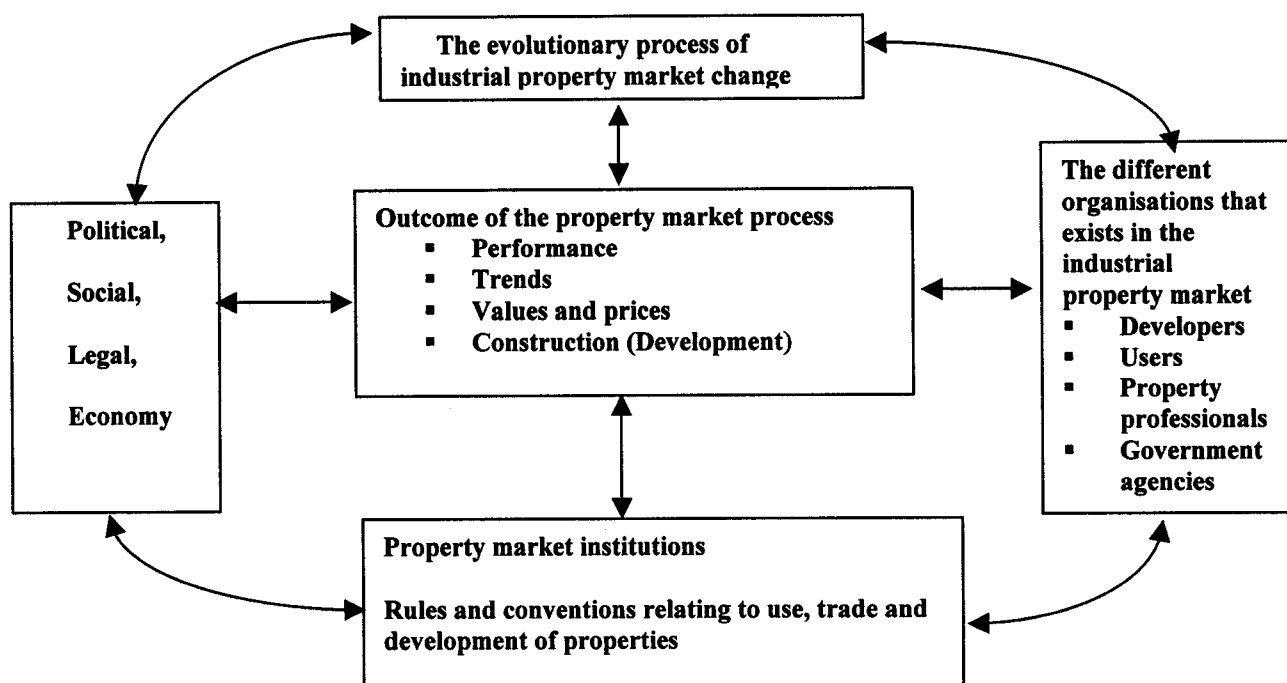 The evolutionary process of
industrial property market change
Political,
Social,
Legal,
Economy
Outcome of the property market process
▪ Performance
▪ Trends
▪ Values and prices
▪ Construction (Development)
The different
organisations that
exists in the
industrial
property market
▪ Developers
▪ Users
▪ Property
professionals
▪ Government
agencies
Property market institutions
Rules and conventions relating to use, trade and
development of properties